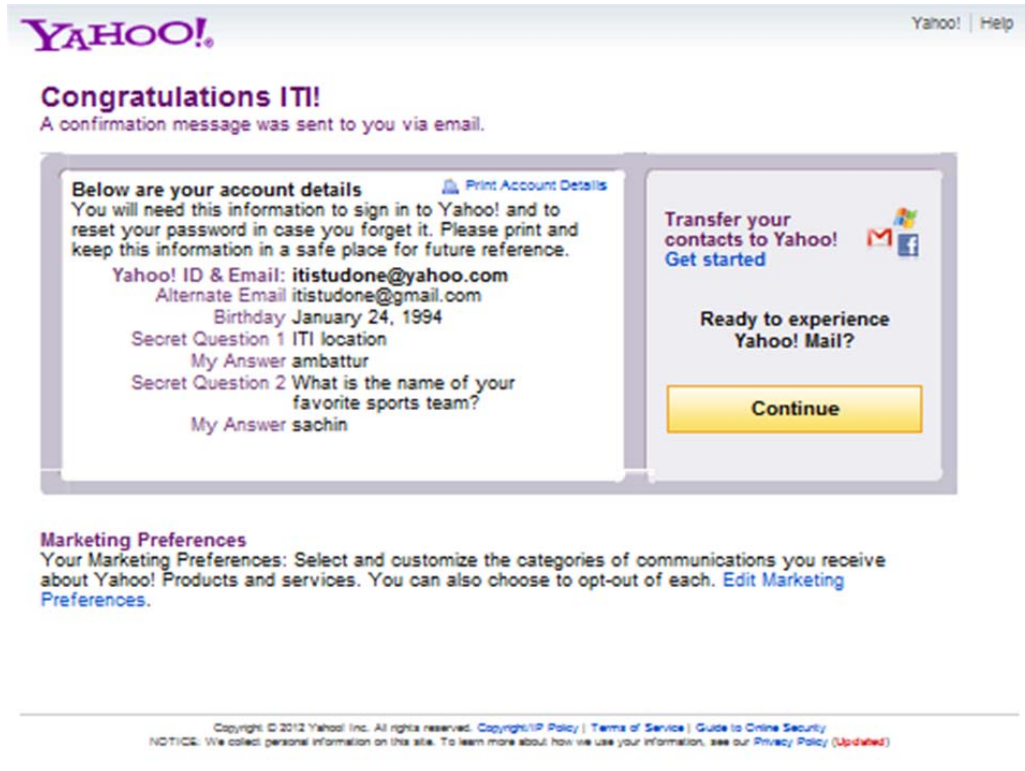 YAHOO!®
Yahoo! | Help
Congratulations ITI!
A confirmation message was sent to you via email.
Below are your account details
Print Account Details
You will need this information to sign in to Yahoo! and to
reset your password in case you forget it. Please print and
keep this information in a safe place for future reference.
Yahoo! ID & Email: itistudone@yahoo.com
Alternate Email itistudone@gmail.com
Birthday January 24, 1994
Secret Question 1 ITI location
My Answer ambattur
Secret Question 2 What is the name of your
favorite sports team?
My Answer sachin
Transfer your
contacts to Yahoo!
Get started
Ready to experience
Yahoo! Mail?
Continue
Marketing Preferences
Your Marketing Preferences: Select and customize the categories of communications you receive
about Yahoo! Products and services. You can also choose to opt-out of each. Edit Marketing
Preferences.
Copyright © 2012 Yahoo! Inc. All rights reserved. Copyright/IP Policy | Terms of Service | Guide to Online Security
NOTICE: We collect personal information on this site. To learn more about how we use your information, see our Privacy Policy (Updated)